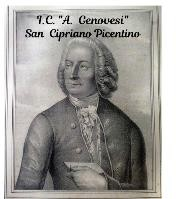 I.C. "A. Genovesi"
San Cipriano Picentino